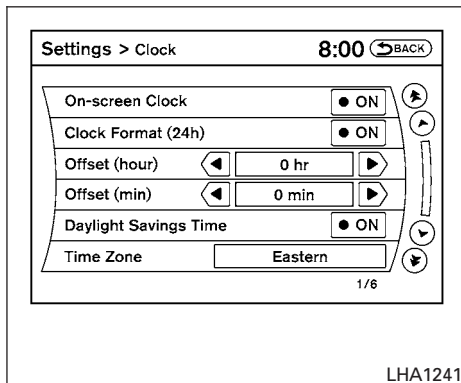 Settings > Clock 8:00 BACK
On-screen Clock ON
Clock Format (24h) ON
Offset (hour) 0 hr
Offset (min) 0 min
Daylight Savings Time ON
Time Zone Eastern
1/6
LHA1241